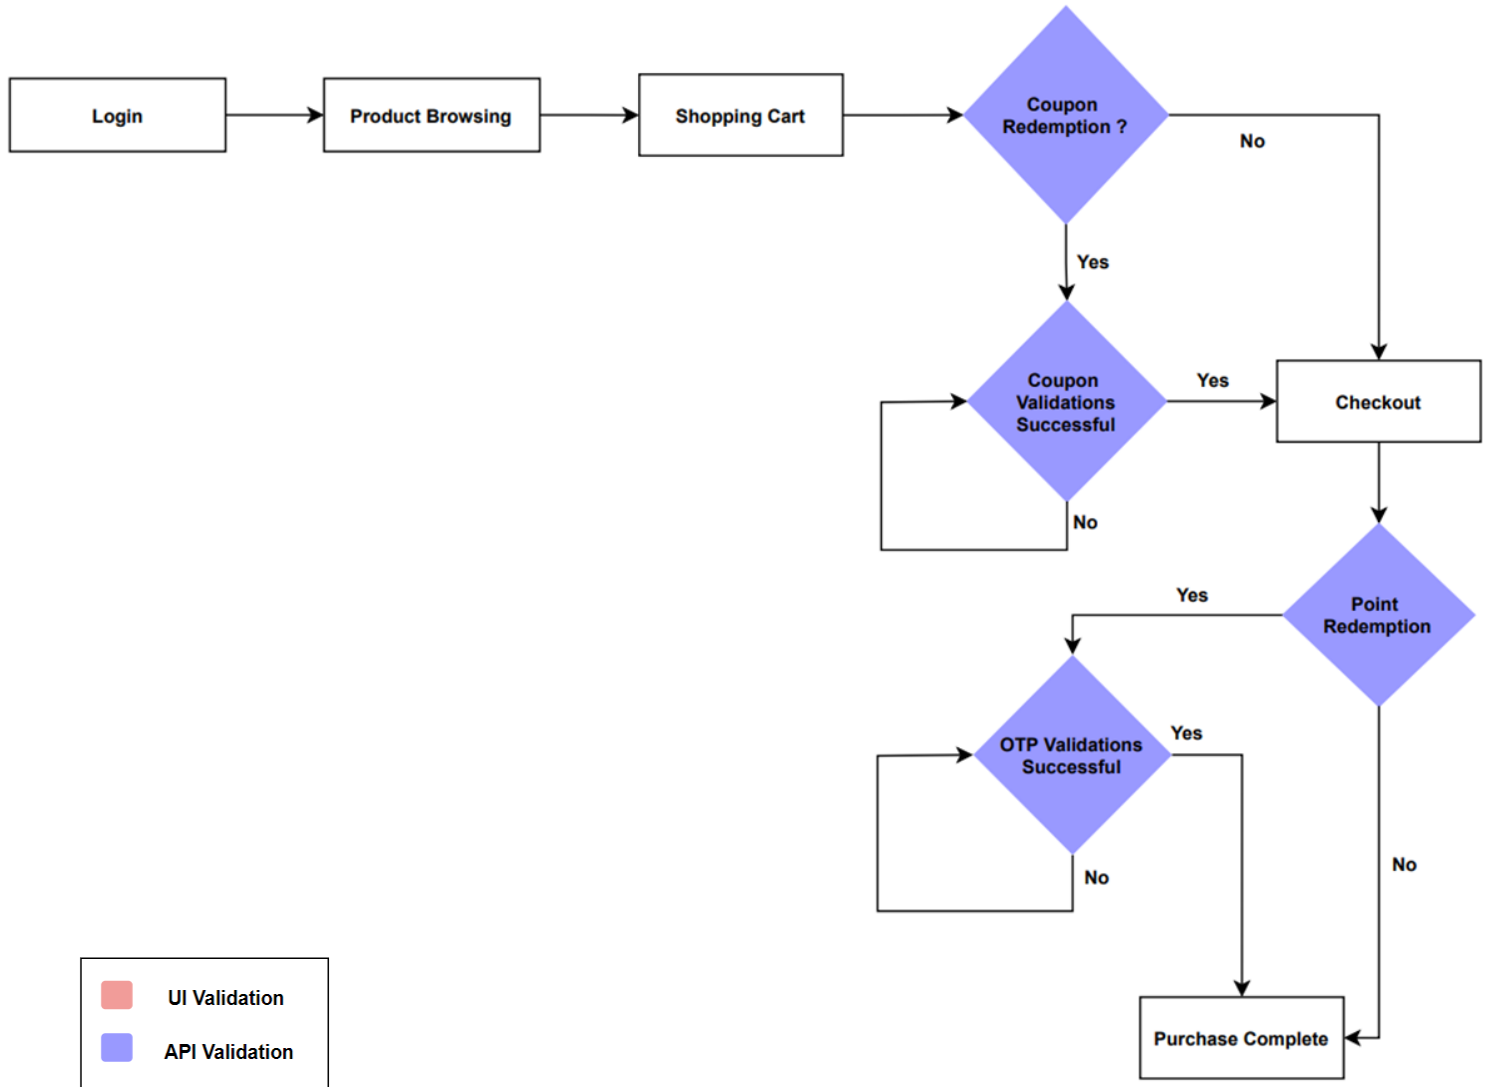 Login
Product Browsing
Shopping Cart
Coupon
Redemption ?
No
Yes
Coupon
Validations
Successful
Yes
Checkout
No
Point
Redemption
Yes
OTP Validations
Successful
Yes
No
No
Purchase Complete
UI Validation
API Validation